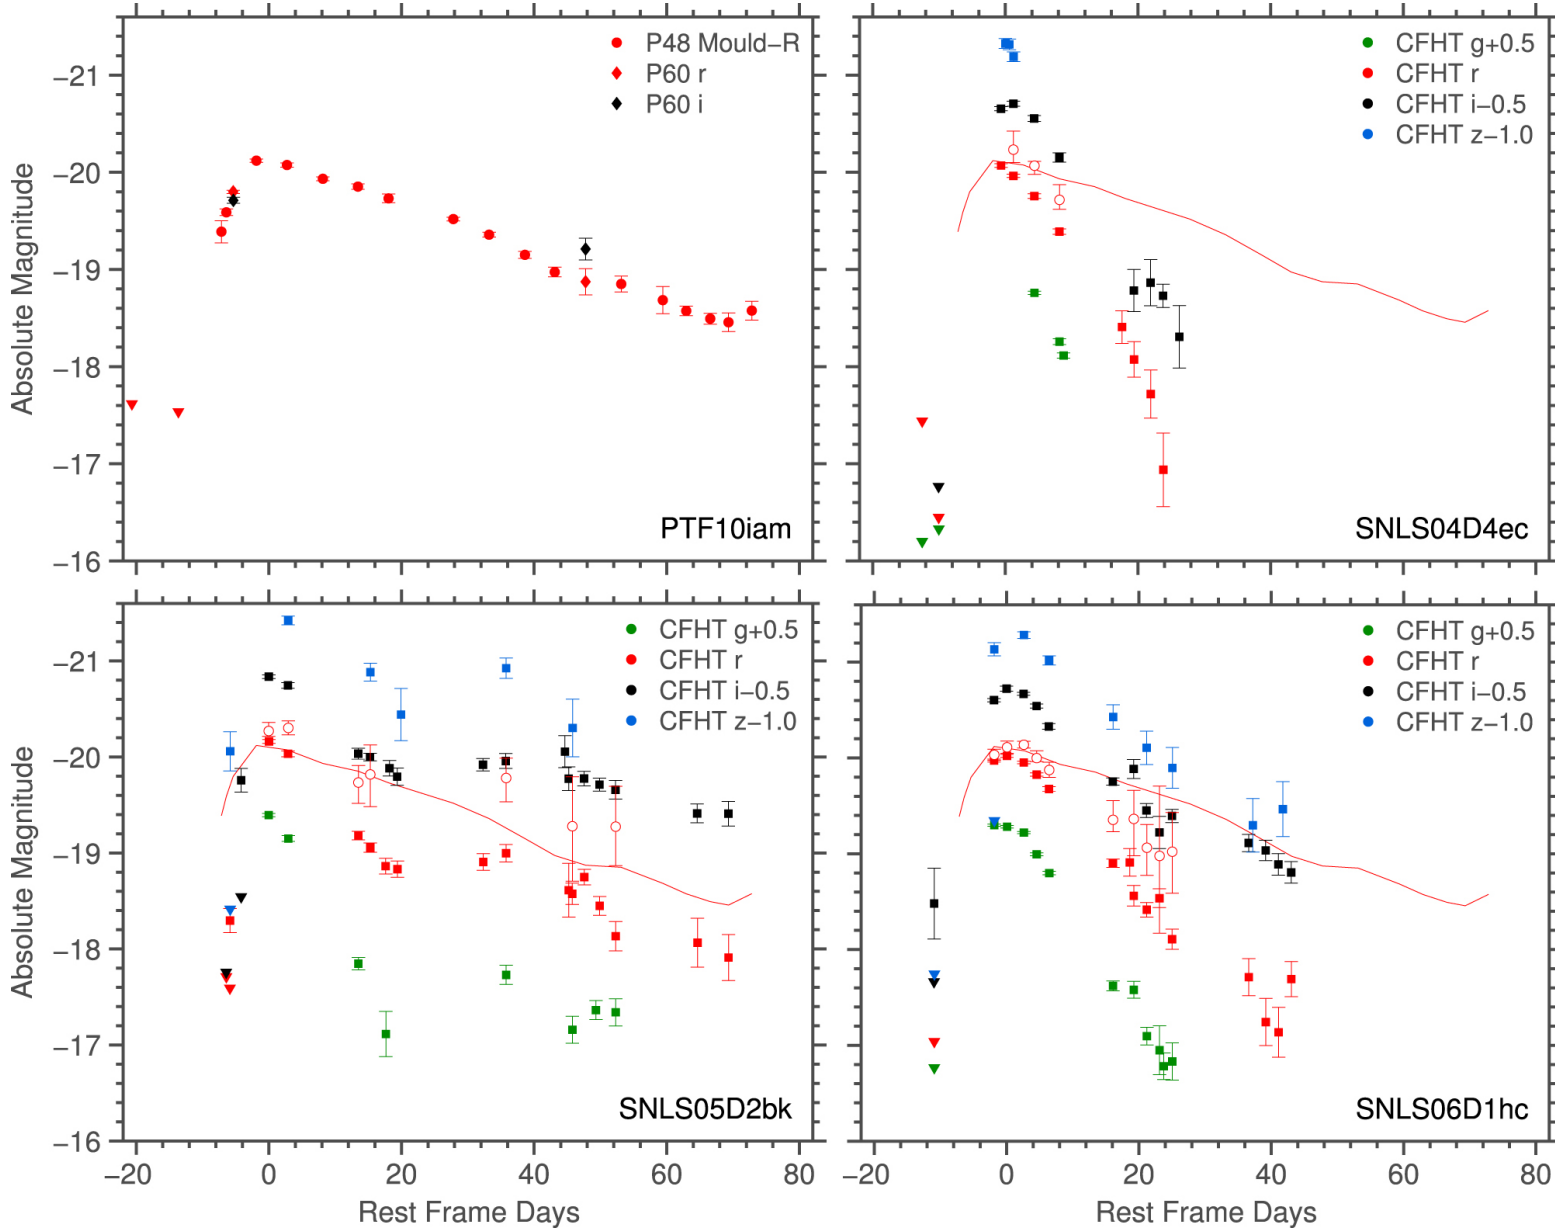 P48 Mould−R
P60 r
P60 i
−21
−20
−19
−18
−17
−16
Absolute Magnitude
PTF10iam
CFHT g+0.5
CFHT r
CFHT i−0.5
CFHT z−1.0
SNLS04D4ec
CFHT g+0.5
CFHT r
CFHT i−0.5
CFHT z−1.0
−21
−20
−19
−18
−17
−16
Absolute Magnitude
SNLS05D2bk
−20
0
20
40
60
80
Rest Frame Days
CFHT g+0.5
CFHT r
CFHT i−0.5
CFHT z−1.0
SNLS06D1hc
−20
0
20
40
60
80
Rest Frame Days